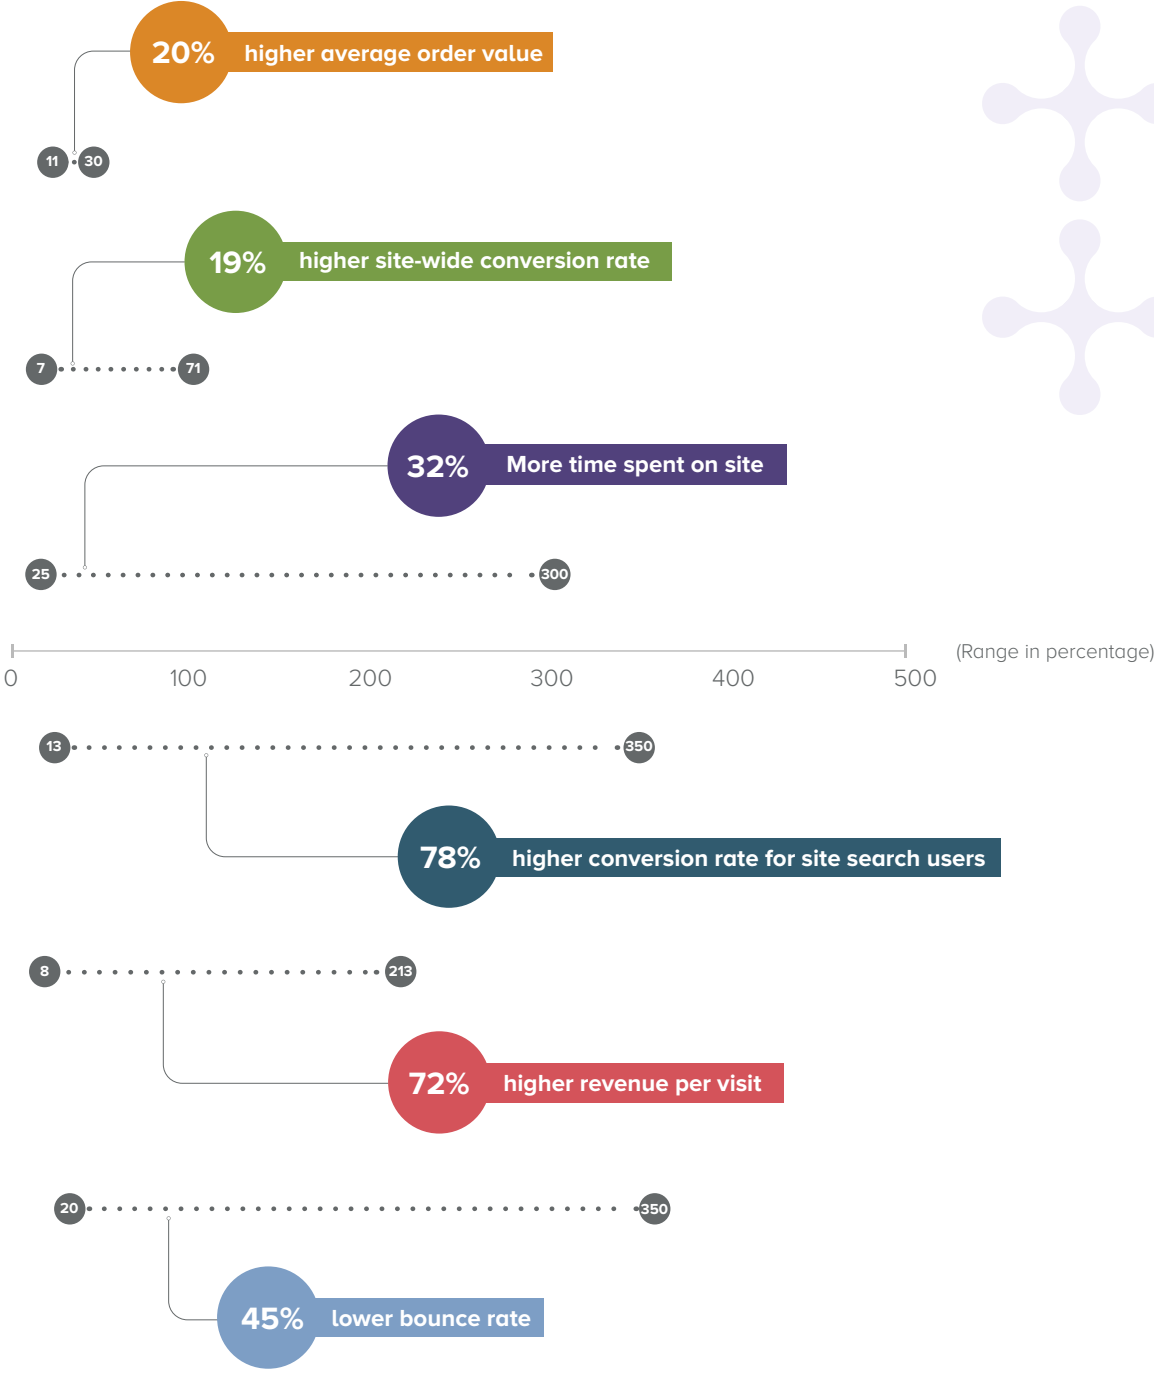 20% higher average order value
11 30
19% higher site-wide conversion rate
7 71
32% More time spent on site
25 300
(Range in percentage)
0 100 200 300 400 500
13 350
78% higher conversion rate for site search users
8 213
72% higher revenue per visit
20 350
45% lower bounce rate